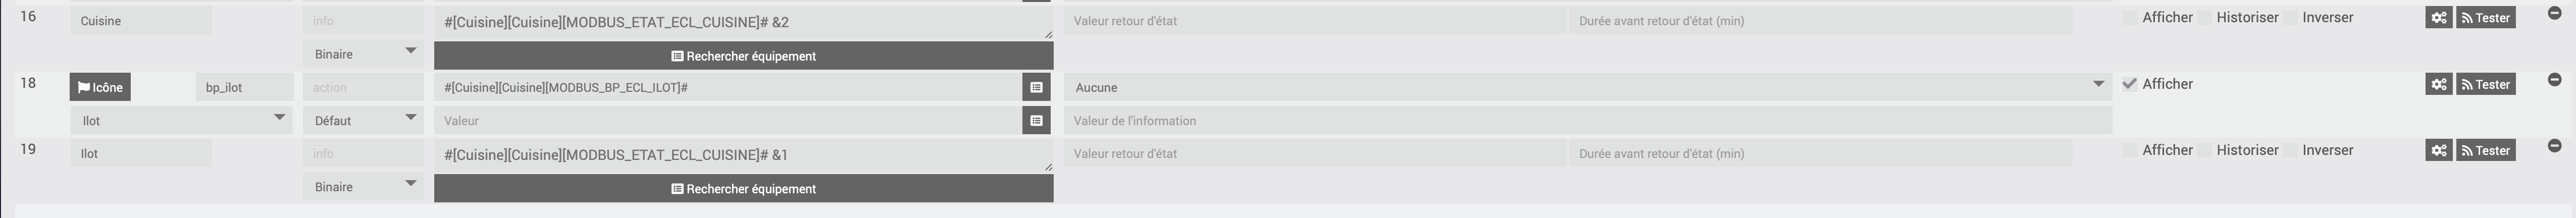 16 Cuisine info #[Cuisine][Cuisine][MODBUS_ETAT_ECL_CUISINE]# &2 Valeur retour d'état Durée avant retour d'état (min) Afficher Historiser Inverser Tester
Binaire Rechercher équipement
18 Icône bp_ilot action #[Cuisine][Cuisine][MODBUS_BP_ECL_ILOT]# Aucune Afficher Tester
Ilot Défaut Valeur Valeur de l'information
19 Ilot info #[Cuisine][Cuisine][MODBUS_ETAT_ECL_CUISINE]# &1 Valeur retour d'état Durée avant retour d'état (min) Afficher Historiser Inverser Tester
Binaire Rechercher équipement